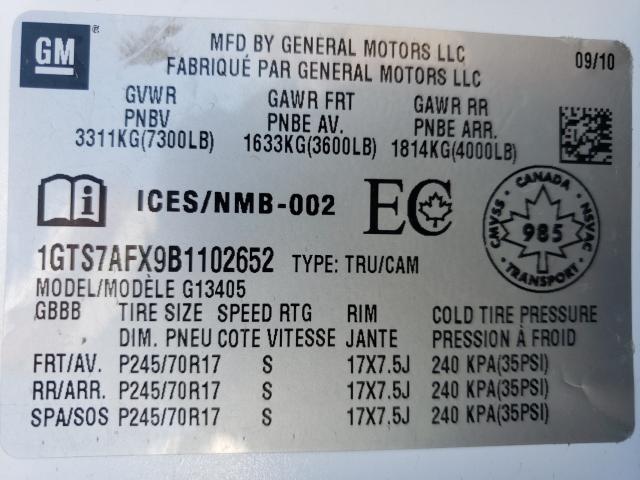 GM
MFD BY GENERAL MOTORS LLC
FABRIQUÉ PAR GENERAL MOTORS LLC
09/10
GVWR GAWR FRT GAWR RR
PNBV PNBE AV. PNBE ARR.
3311KG(7300LB) 1633KG(3600LB) 1814KG(4000LB)
i ICES/NMB-002 EC
CANADA
CMVSS NSVAC
985
TRANSPORT
1GTS7AFX9B1102652 TYPE: TRU/CAM
MODEL/MODÈLE G13405
GBBB TIRE SIZE SPEED RTG RIM COLD TIRE PRESSURE
DIM. PNEU COTE VITESSE JANTE PRESSION À FROID
FRT/AV. P245/70R17 S 17X7.5J 240 KPA(35PSI)
RR/ARR. P245/70R17 S 17X7.5J 240 KPA(35PSI)
SPA/SOS P245/70R17 S 17X7.5J 240 KPA(35PSI)